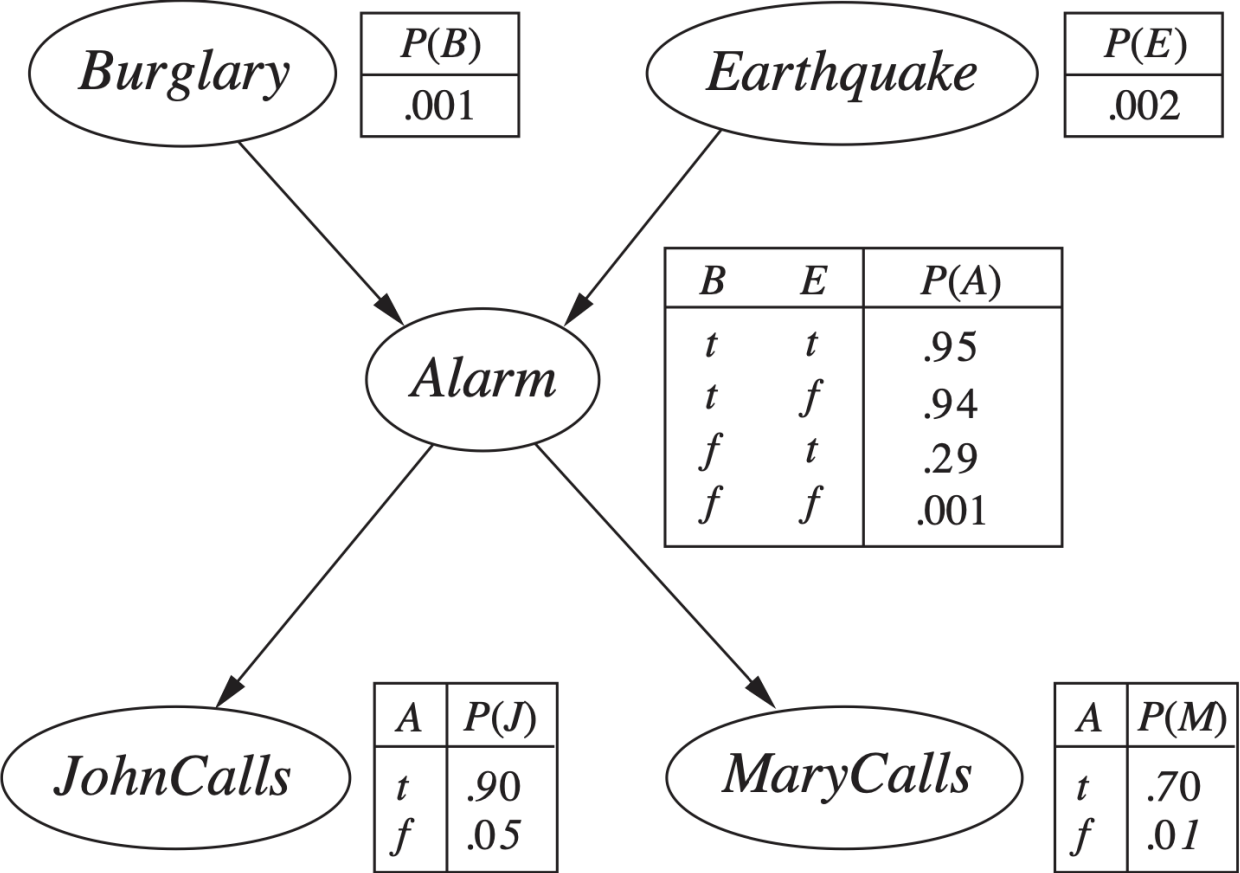 Burglary
P(B)
.001
Earthquake
P(E)
.002
Alarm
B E P(A)
t t .95
t f .94
f t .29
f f .001
JohnCalls
A P(J)
t .90
f .05
MaryCalls
A P(M)
t .70
f .01